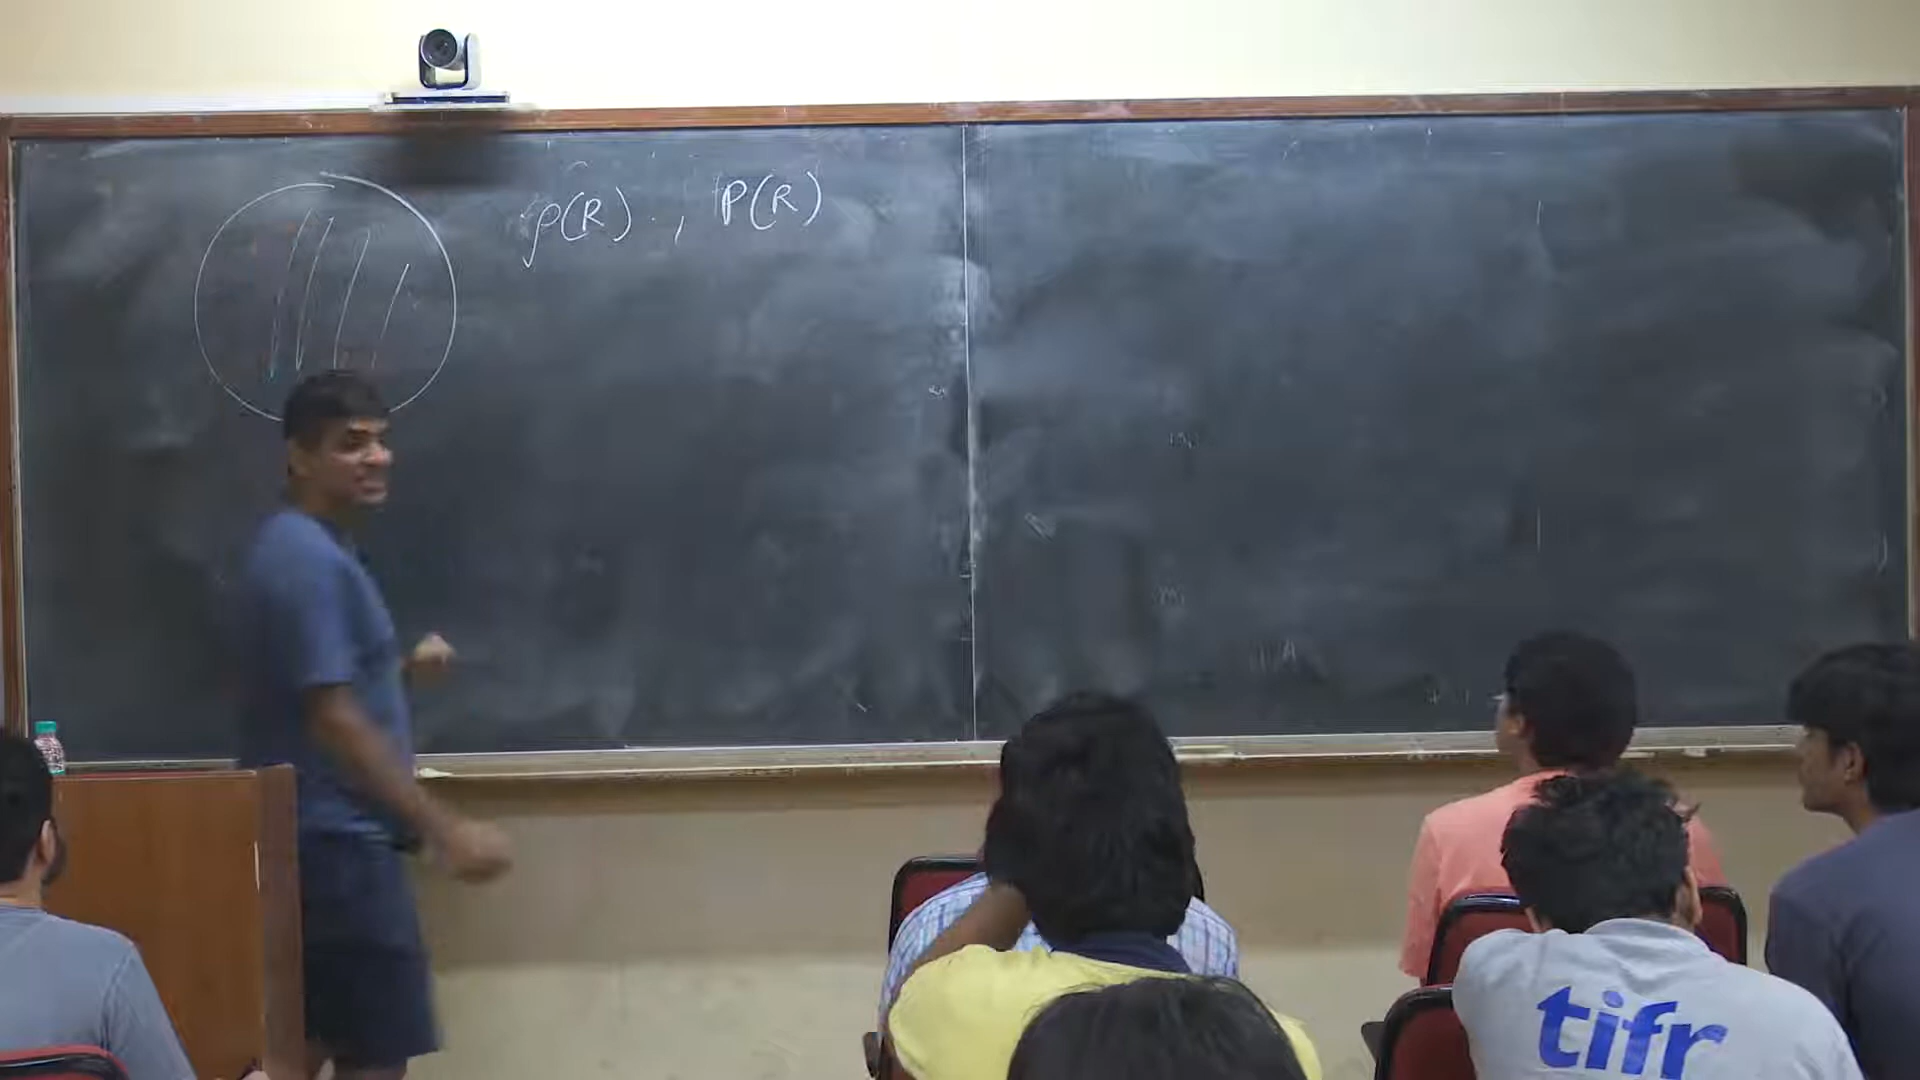 ρ(R) , P(R)
tifr